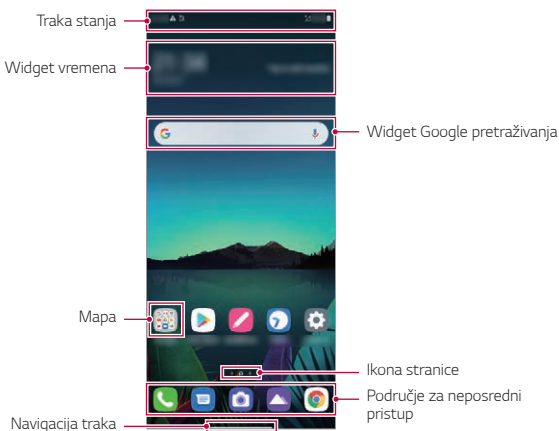 Traka stanja
Widget vremena
Widget Google pretraživanja
Mapa
Ikona stranice
Područje za neposredni
pristup
Navigacija traka